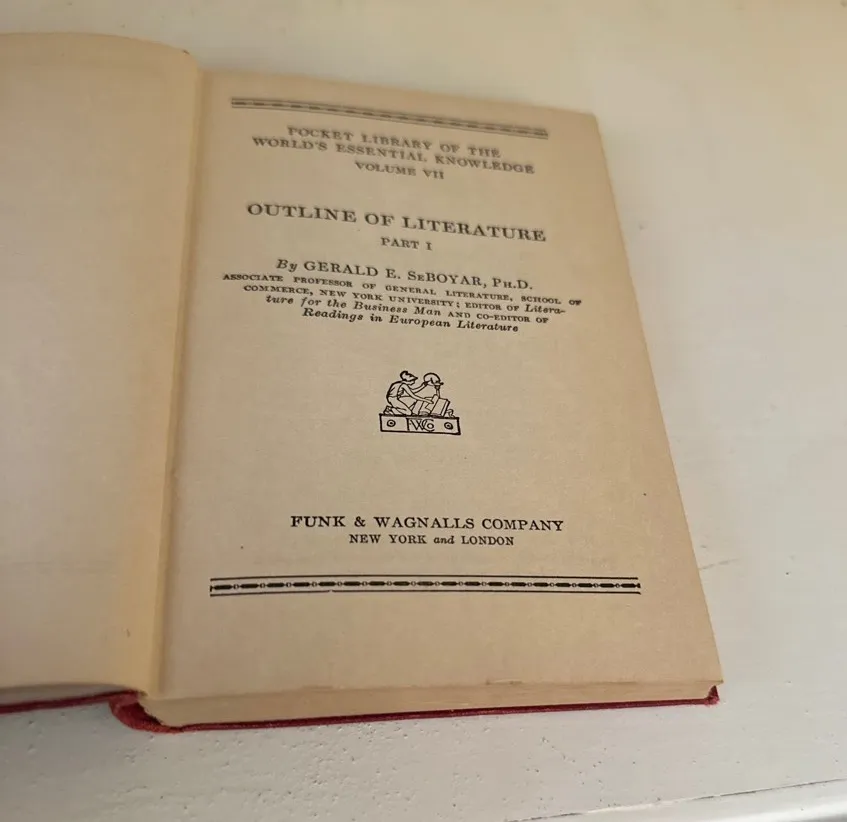 POCKET LIBRARY OF THE
WORLD'S ESSENTIAL KNOWLEDGE
VOLUME VII
OUTLINE OF LITERATURE
PART I
By GERALD E. SEBOYAR, PH.D.
ASSOCIATE PROFESSOR OF GENERAL LITERATURE, SCHOOL OF
COMMERCE, NEW YORK UNIVERSITY; EDITOR OF Litera-
ture for the Business Man AND CO-EDITOR OF
Readings in European Literature
FWCo
FUNK & WAGNALLS COMPANY
NEW YORK and LONDON